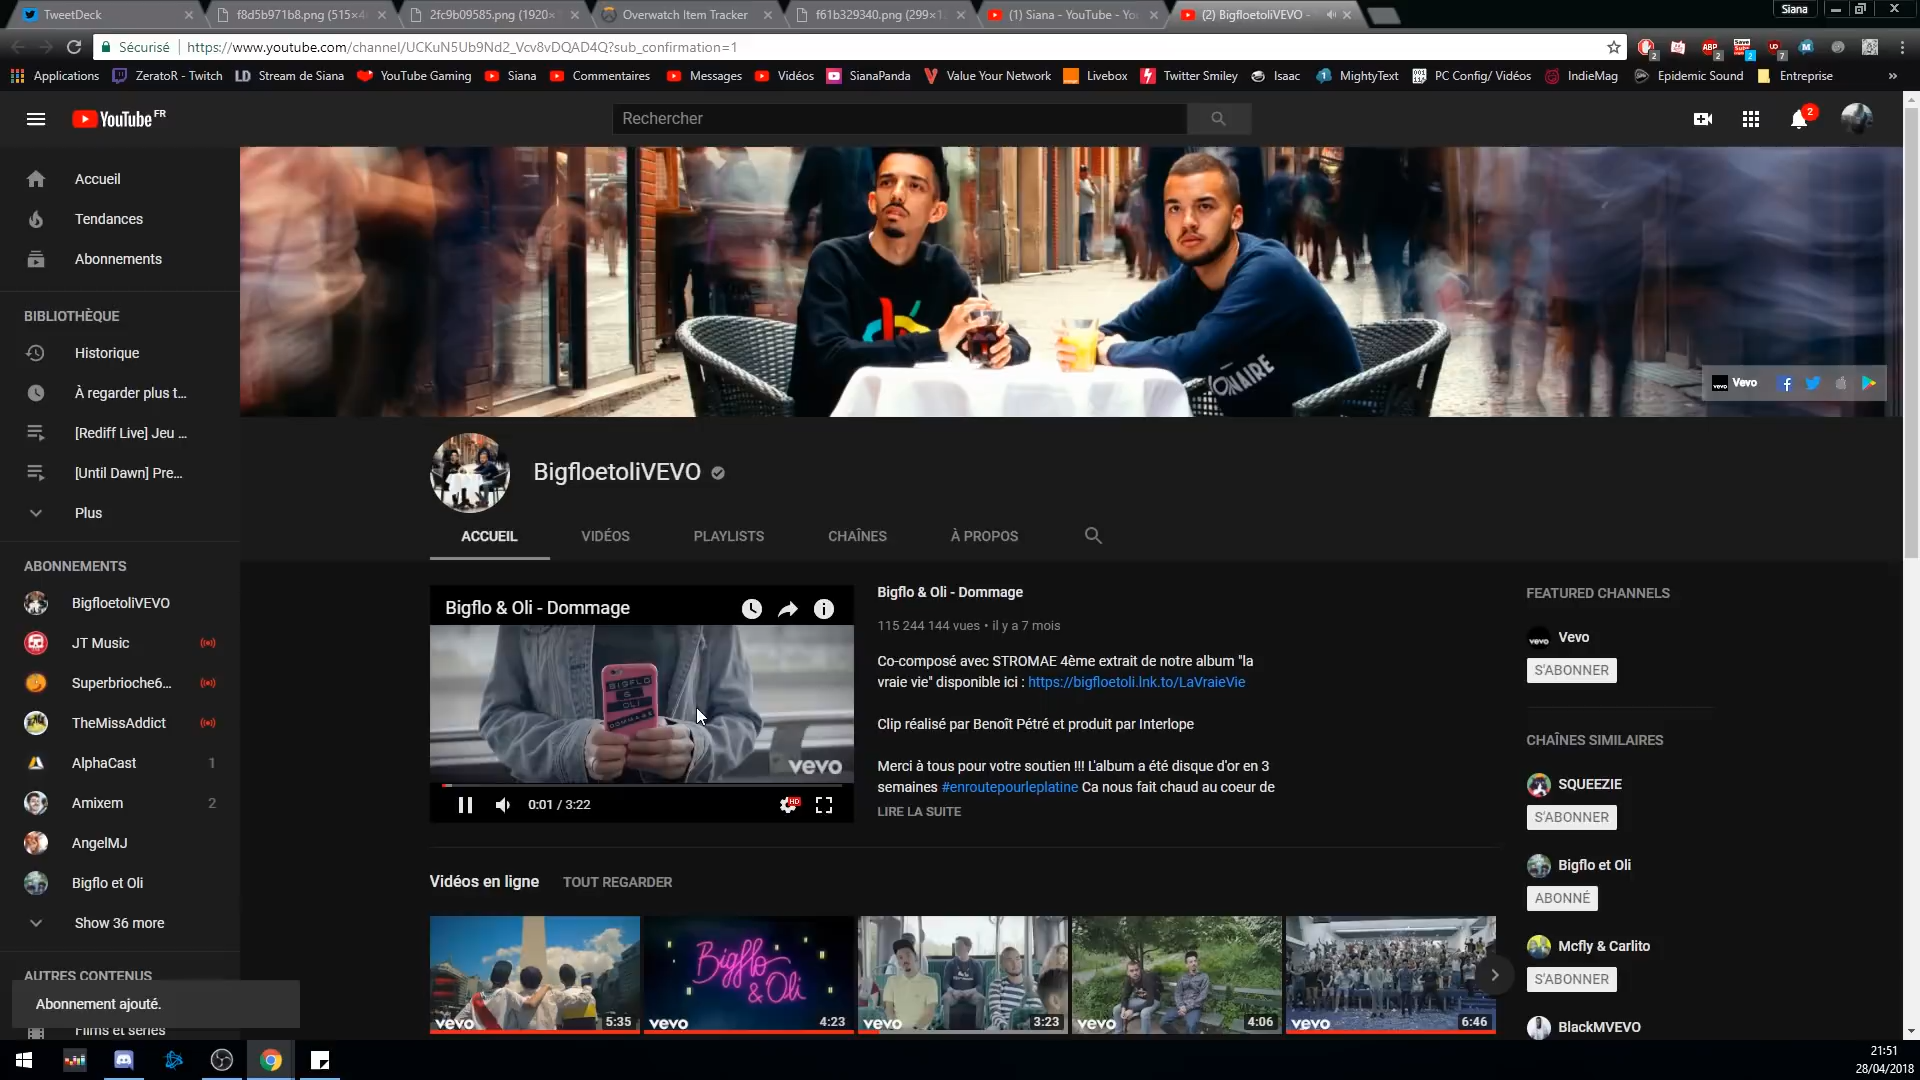 TweetDeck
f8d5b971b8.png (515×4
2fc9b09585.png (1920×
Overwatch Item Tracker
f61b329340.png (299×1
(1) Siana - YouTube - Yo
(2) BigfloetoliVEVO -
Siana
Sécurisé
https://www.youtube.com/channel/UCKuN5Ub9Nd2_Vcv8vDQAD4Q?sub_confirmation=1
Applications
ZeratoR - Twitch
Stream de Siana
YouTube Gaming
Siana
Commentaires
Messages
Vidéos
SianaPanda
Value Your Network
Livebox
Twitter Smiley
Isaac
MightyText
PC Config/ Vidéos
IndieMag
Epidemic Sound
Entreprise
»
YouTube FR
Rechercher
2
Accueil
Tendances
Abonnements
BIBLIOTHÈQUE
Historique
À regarder plus t...
[Rediff Live] Jeu ...
[Until Dawn] Pre...
Plus
ABONNEMENTS
BigfloetoliVEVO
JT Music
Superbrioche6...
TheMissAddict
AlphaCast 1
Amixem 2
AngelMJ
Bigflo et Oli
Show 36 more
AUTRES CONTENUS
Abonnement ajouté.
Films et séries
Vevo
BigfloetoliVEVO
ACCUEIL
VIDÉOS
PLAYLISTS
CHAÎNES
À PROPOS
Bigflo & Oli - Dommage
BIGFLO
&
OLI
DOMMAGE
vevo
0:01 / 3:22
HD
Bigflo & Oli - Dommage
115 244 144 vues • il y a 7 mois
Co-composé avec STROMAE 4ème extrait de notre album "la
vraie vie" disponible ici : https://bigfloetoli.lnk.to/LaVraieVie
Clip réalisé par Benoît Pétré et produit par Interlope
Merci à tous pour votre soutien !!! L'album a été disque d'or en 3
semaines #enroutepourleplatine Ca nous fait chaud au coeur de
LIRE LA SUITE
Vidéos en ligne
TOUT REGARDER
vevo 5:35
Bigflo
& Oli
vevo 4:23
vevo 3:23
vevo 4:06
vevo 6:46
FEATURED CHANNELS
Vevo
S'ABONNER
CHAÎNES SIMILAIRES
SQUEEZIE
S'ABONNER
Bigflo et Oli
ABONNÉ
Mcfly & Carlito
S'ABONNER
BlackMVEVO
21:51
28/04/2018